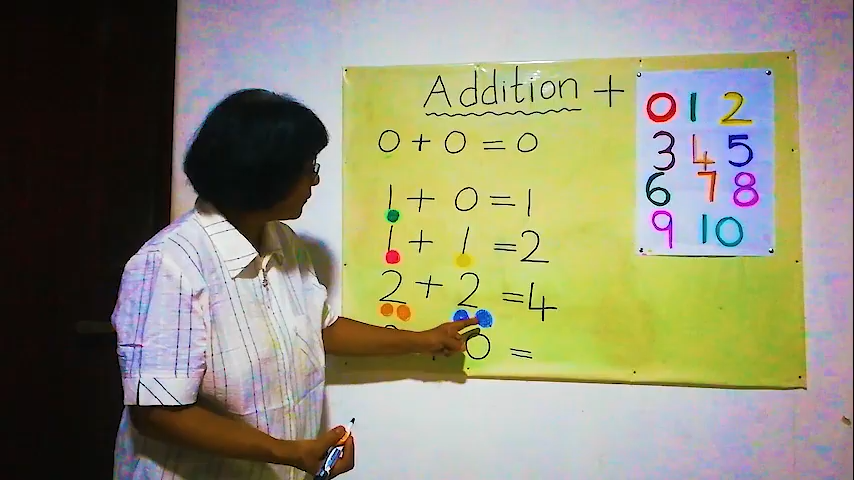 Addition +
0 + 0 = 0
1 + 0 = 1
1 + 1 = 2
2 + 2 = 4
0 =
0 1 2
3 4 5
6 7 8
9 10